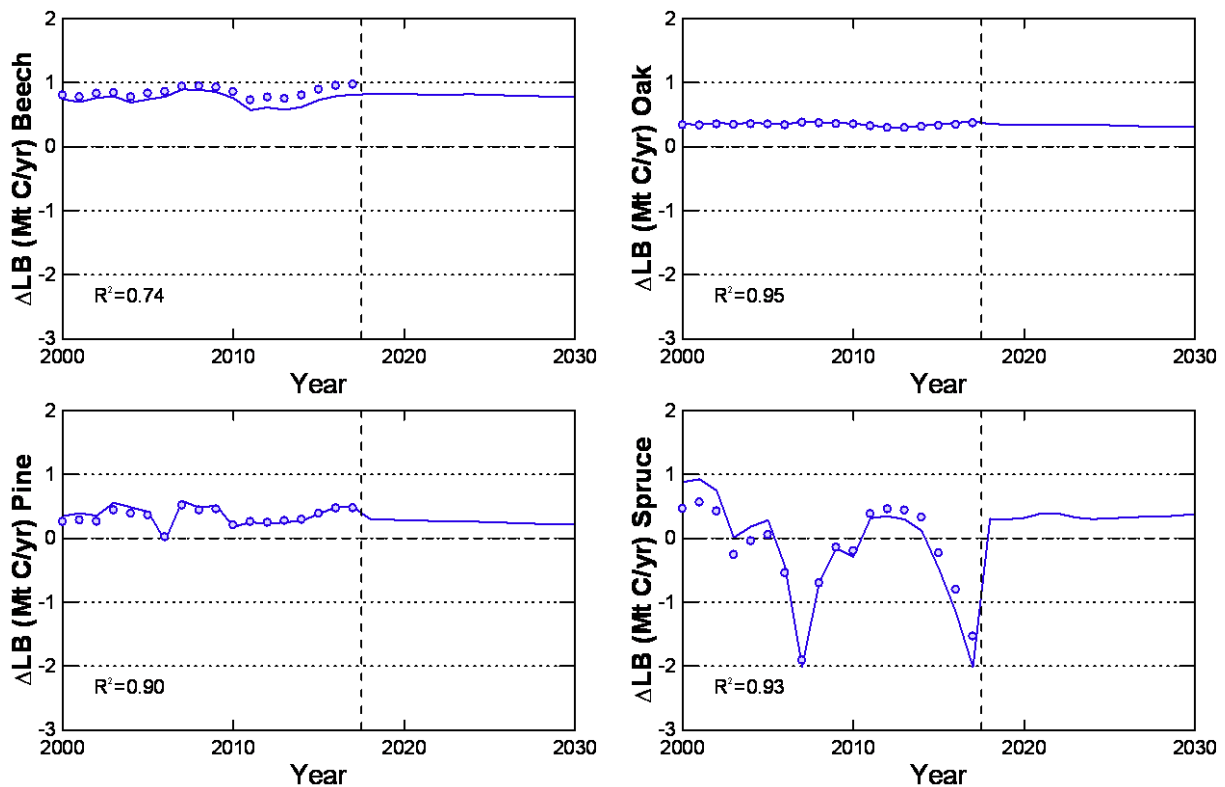 ΔLB (Mt C/yr) Beech
2
1
0
-1
-2
-3
R²=0.74
2000 2010 2020 2030
Year
ΔLB (Mt C/yr) Oak
2
1
0
-1
-2
-3
R²=0.95
2000 2010 2020 2030
Year
ΔLB (Mt C/yr) Pine
2
1
0
-1
-2
-3
R²=0.90
2000 2010 2020 2030
Year
ΔLB (Mt C/yr) Spruce
2
1
0
-1
-2
-3
R²=0.93
2000 2010 2020 2030
Year